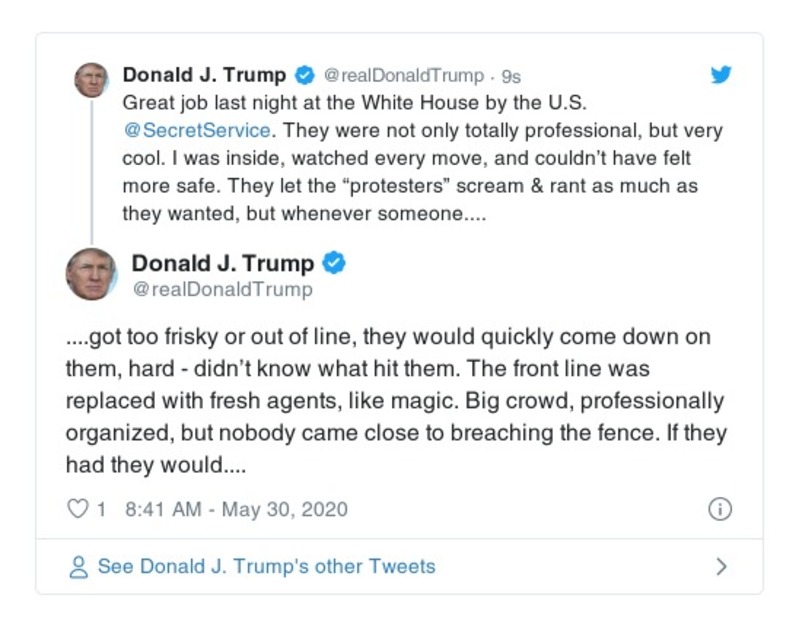 Donald J. Trump @realDonaldTrump · 9s
Great job last night at the White House by the U.S.
@SecretService. They were not only totally professional, but very
cool. I was inside, watched every move, and couldn’t have felt
more safe. They let the “protesters” scream & rant as much as
they wanted, but whenever someone....
Donald J. Trump
@realDonaldTrump
....got too frisky or out of line, they would quickly come down on
them, hard - didn’t know what hit them. The front line was
replaced with fresh agents, like magic. Big crowd, professionally
organized, but nobody came close to breaching the fence. If they
had they would....
1 8:41 AM - May 30, 2020
See Donald J. Trump's other Tweets